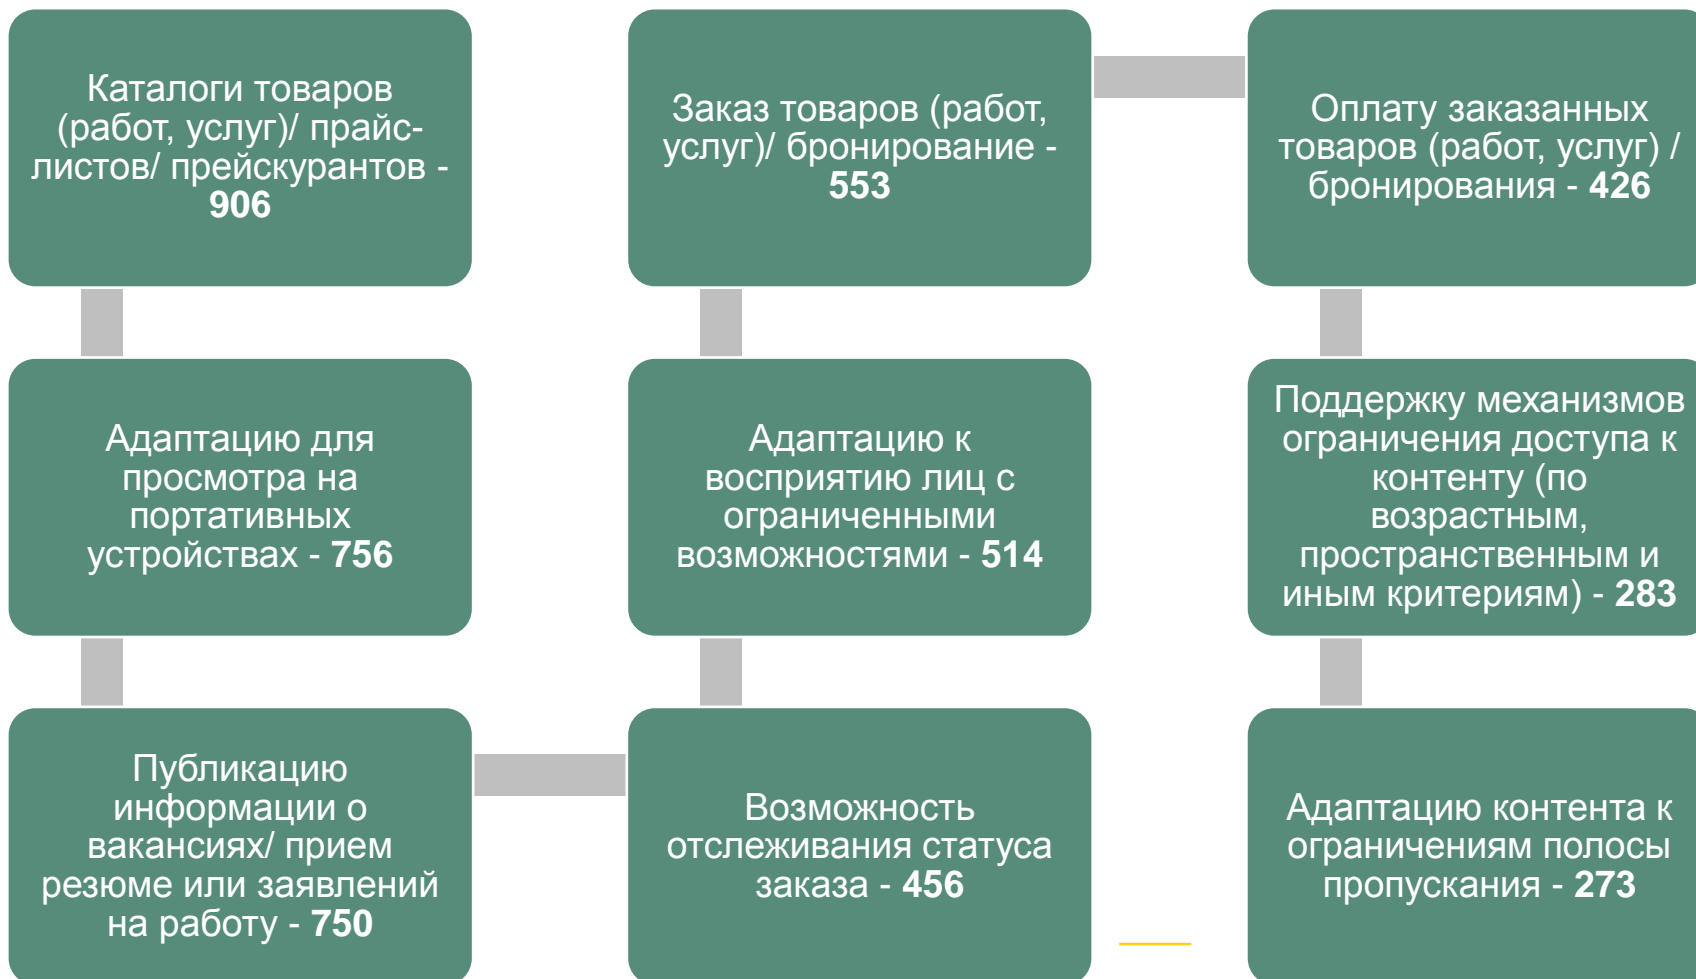 Каталоги товаров
(работ, услуг)/ прайс-
листов/ прейскурантов -
906
Адаптацию для
просмотра на
портативных
устройствах - 756
Публикацию
информации о
вакансиях/ прием
резюме или заявлений
на работу - 750
Возможность
отслеживания статуса
заказа - 456
Адаптацию к
восприятию лиц с
ограниченными
возможностями - 514
Заказ товаров (работ,
услуг)/ бронирование -
553
Оплату заказанных
товаров (работ, услуг) /
бронирования - 426
Поддержку механизмов
ограничения доступа к
контенту (по
возрастным,
пространственным и
иным критериям) - 283
Адаптацию контента к
ограничениям полосы
пропускания - 273